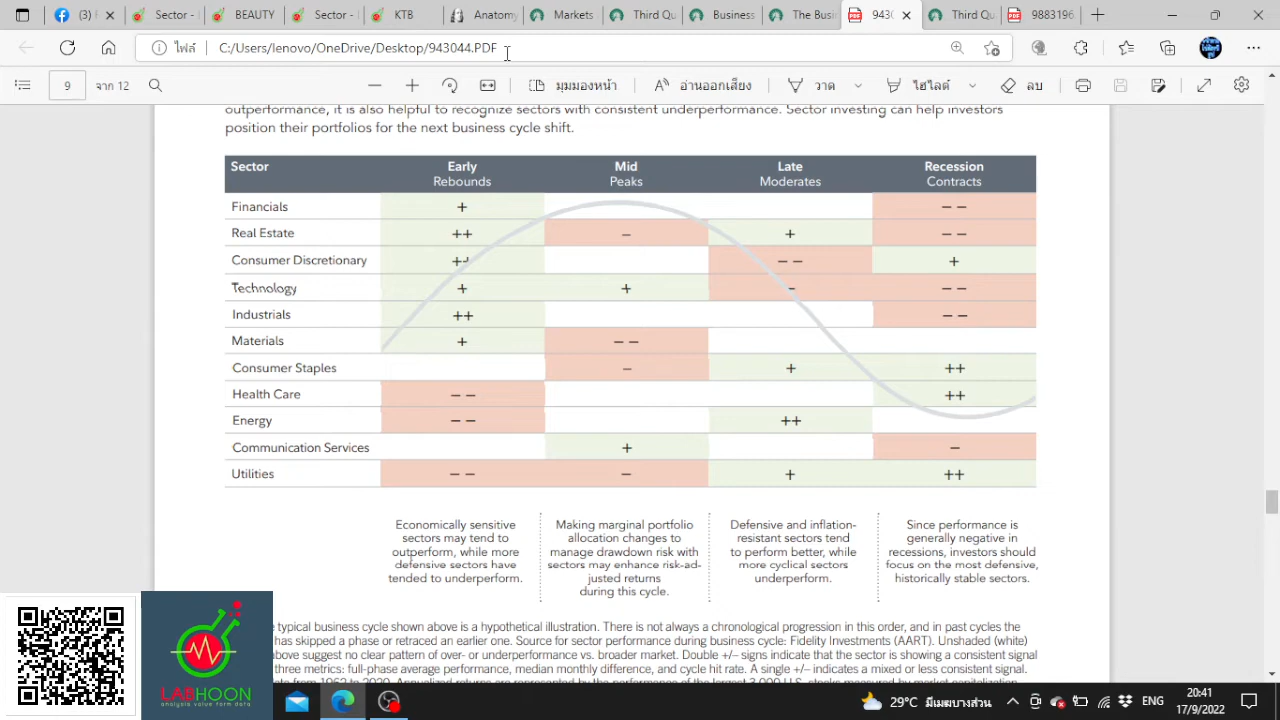 (3)
Sector -
BEAUTY
Sector -
KTB
Anatomy
Markets
Third Qu
Business
The Busi
943
Third Qu
9883196
ไฟล์ C:/Users/lenovo/OneDrive/Desktop/943044.PDF
9 จาก 12 มุมมองหน้า อ่านออกเสียง วาด ไฮไลต์ ลบ
outperformance, it is also helpful to recognize sectors with consistent underperformance. Sector investing can help investors
position their portfolios for the next business cycle shift.
Sector Early Mid Late Recession
Rebounds Peaks Moderates Contracts
Financials + – –
Real Estate ++ – + – –
Consumer Discretionary ++ – – +
Technology + + – – –
Industrials ++ – –
Materials + – –
Consumer Staples – + ++
Health Care – – ++
Energy – – ++
Communication Services + –
Utilities – – – + ++
Economically sensitive
sectors may tend to
outperform, while more
defensive sectors have
tended to underperform.
Making marginal portfolio
allocation changes to
manage drawdown risk with
sectors may enhance risk-ad-
justed returns
during this cycle.
Defensive and inflation-
resistant sectors tend
to perform better, while
more cyclical sectors
underperform.
Since performance is
generally negative in
recessions, investors should
focus on the most defensive,
historically stable sectors.
typical business cycle shown above is a hypothetical illustration. There is not always a chronological progression in this order, and in past cycles the
has skipped a phase or retraced an earlier one. Source for sector performance during business cycle: Fidelity Investments (AART). Unshaded (white)
bove suggest no clear pattern of over- or underperformance vs. broader market. Double +/– signs indicate that the sector is showing a consistent signal
three metrics: full-phase average performance, median monthly difference, and cycle hit rate. A single +/– indicates a mixed or less consistent signal.
LABHOON
analysis value form data
29°C มีเมฆบางส่วน
ENG
20:41
17/9/2022